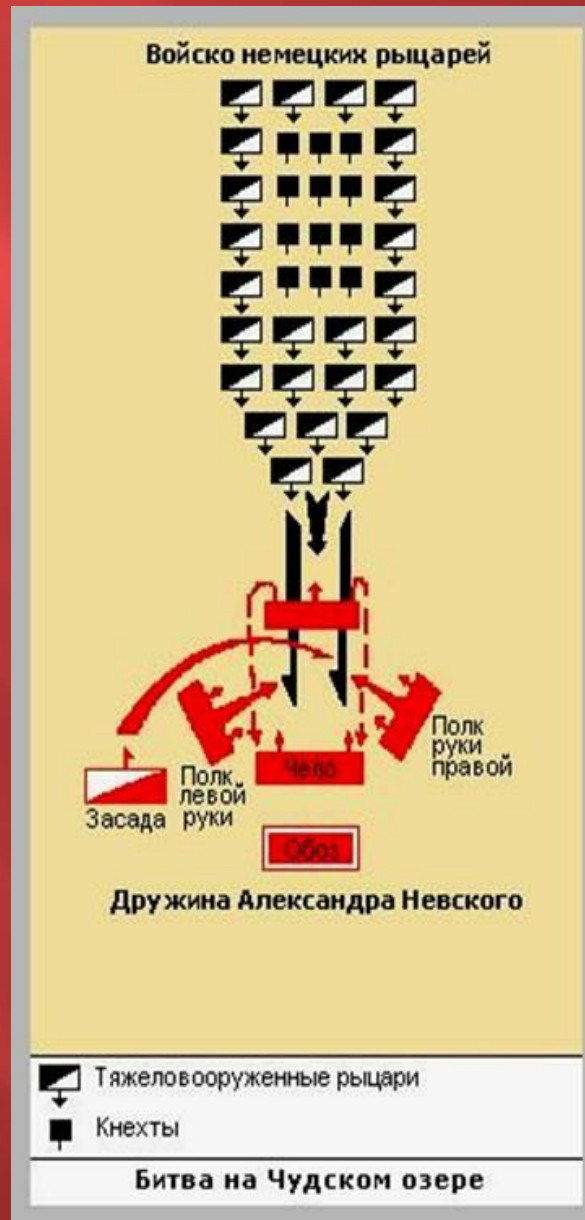 Войско немецких рыцарей
Полк
руки
правой
Чело
Полк
левой
руки
Засада
Обоз
Дружина Александра Невского
Тяжеловооруженные рыцари
Кнехты
Битва на Чудском озере